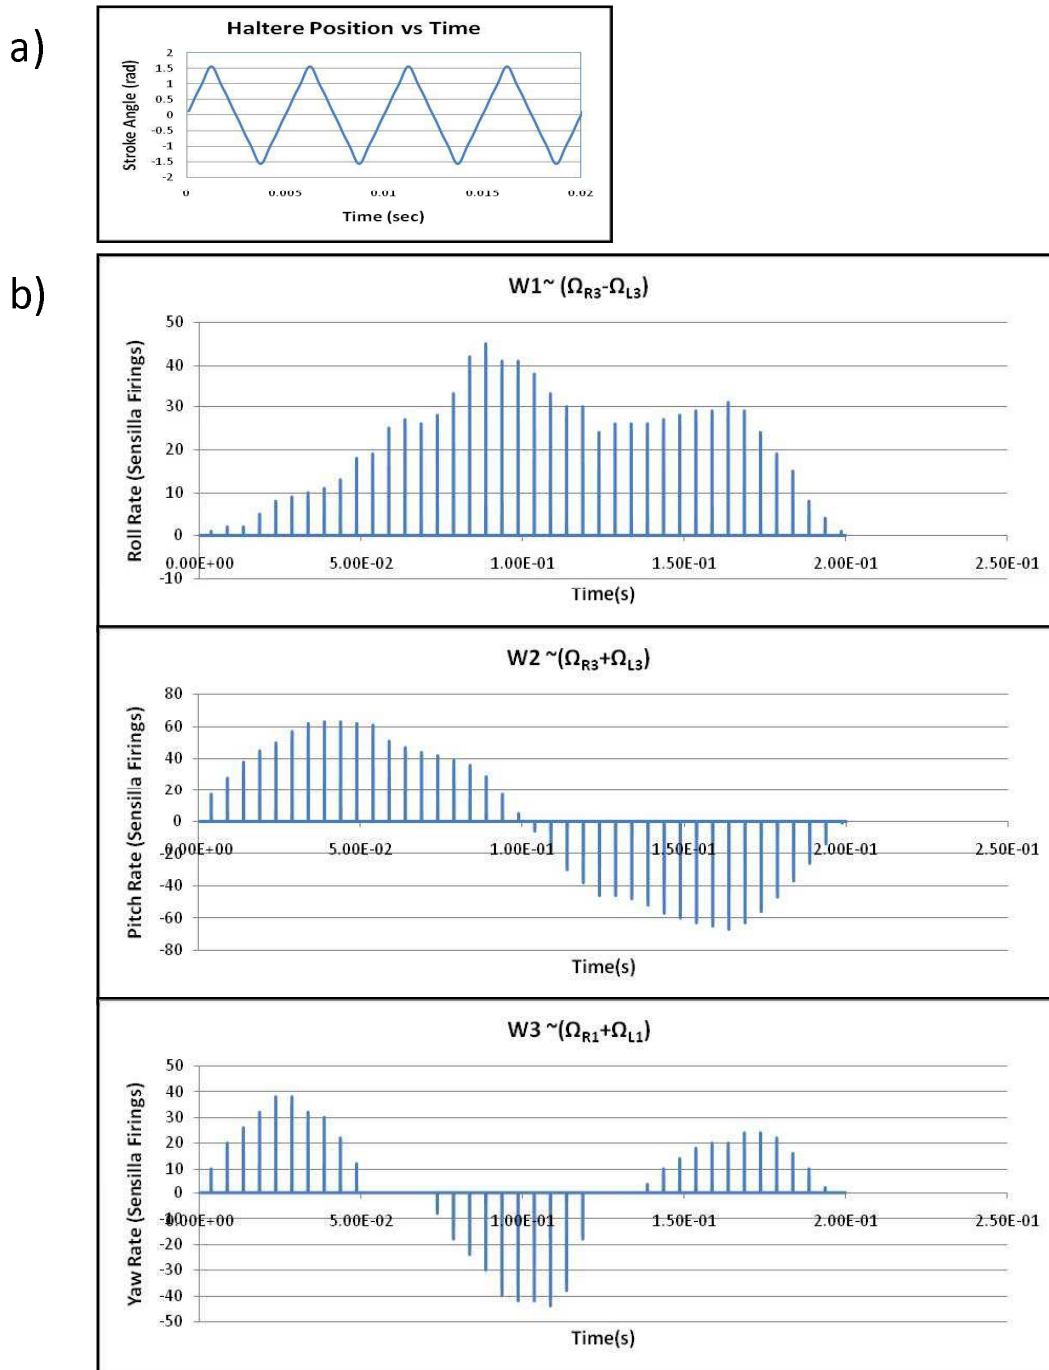 a)
Haltere Position vs Time
Stroke Angle (rad)
2
1.5
1
0.5
0
-0.5
-1
-1.5
-2
0 0.005 0.01 0.015 0.02
Time (sec)
b)
W1~ (ΩR3-ΩL3)
Roll Rate (Sensilla Firings)
50
40
30
20
10
0
-10
0.00E+00 5.00E-02 1.00E-01 1.50E-01 2.00E-01 2.50E-01
Time(s)
W2 ~(ΩR3+ΩL3)
Pitch Rate (Sensilla Firings)
80
60
40
20
0
-20
-40
-60
-80
0.00E+00 5.00E-02 1.00E-01 1.50E-01 2.00E-01 2.50E-01
Time(s)
W3 ~(ΩR1+ΩL1)
Yaw Rate (Sensilla Firings)
50
40
30
20
10
0
-10
-20
-30
-40
-50
0.00E+00 5.00E-02 1.00E-01 1.50E-01 2.00E-01 2.50E-01
Time(s)